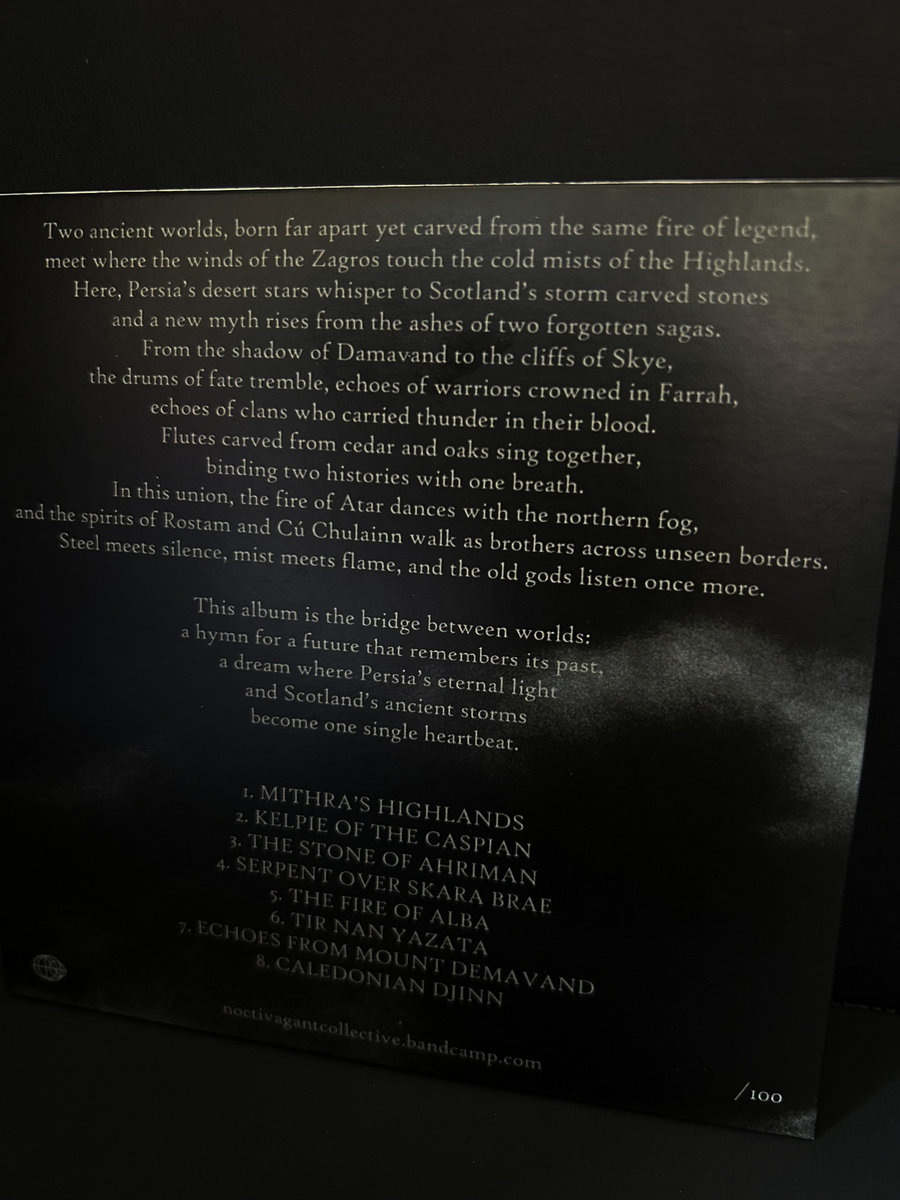 Two ancient worlds, born far apart yet carved from the same fire of legend,
meet where the winds of the Zagros touch the cold mists of the Highlands.
Here, Persia's desert stars whisper to Scotland's storm carved stones
and a new myth rises from the ashes of two forgotten sagas.
From the shadow of Damavand to the cliffs of Skye,
the drums of fate tremble, echoes of warriors crowned in Farrah,
echoes of clans who carried thunder in their blood.
Flutes carved from cedar and oaks sing together,
binding two histories with one breath.
In this union, the fire of Atar dances with the northern fog,
and the spirits of Rostam and Cú Chulainn walk as brothers across unseen borders.
Steel meets silence, mist meets flame, and the old gods listen once more.
This album is the bridge between worlds:
a hymn for a future that remembers its past,
a dream where Persia's eternal light
and Scotland's ancient storms
become one single heartbeat.
1. MITHRA'S HIGHLANDS
2. KELPIE OF THE CASPIAN
3. THE STONE OF AHRIMAN
4. SERPENT OVER SKARA BRAE
5. THE FIRE OF ALBA
6. TIR NAN YAZATA
7. ECHOES FROM MOUNT DEMAVAND
8. CALEDONIAN DJINN
noctivagantcollective.bandcamp.com
/100